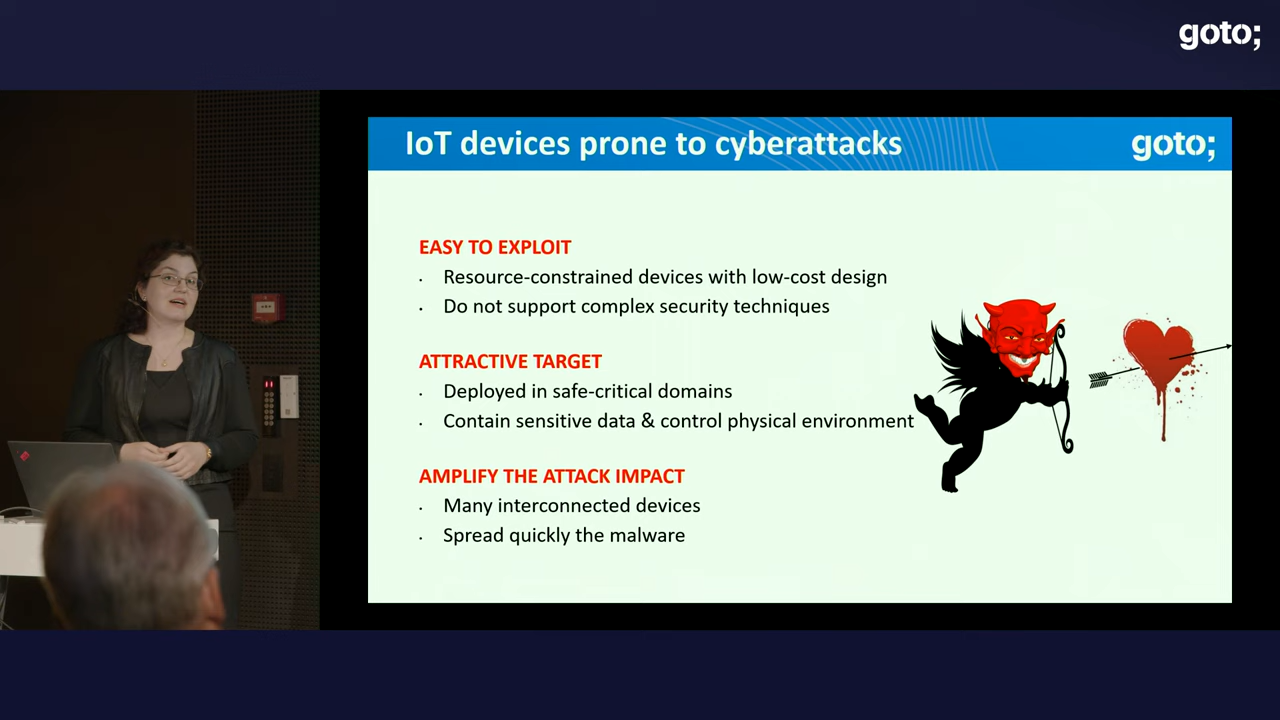 goto;
IoT devices prone to cyberattacks
goto;
EASY TO EXPLOIT
· Resource-constrained devices with low-cost design
· Do not support complex security techniques
ATTRACTIVE TARGET
· Deployed in safe-critical domains
· Contain sensitive data & control physical environment
AMPLIFY THE ATTACK IMPACT
· Many interconnected devices
· Spread quickly the malware